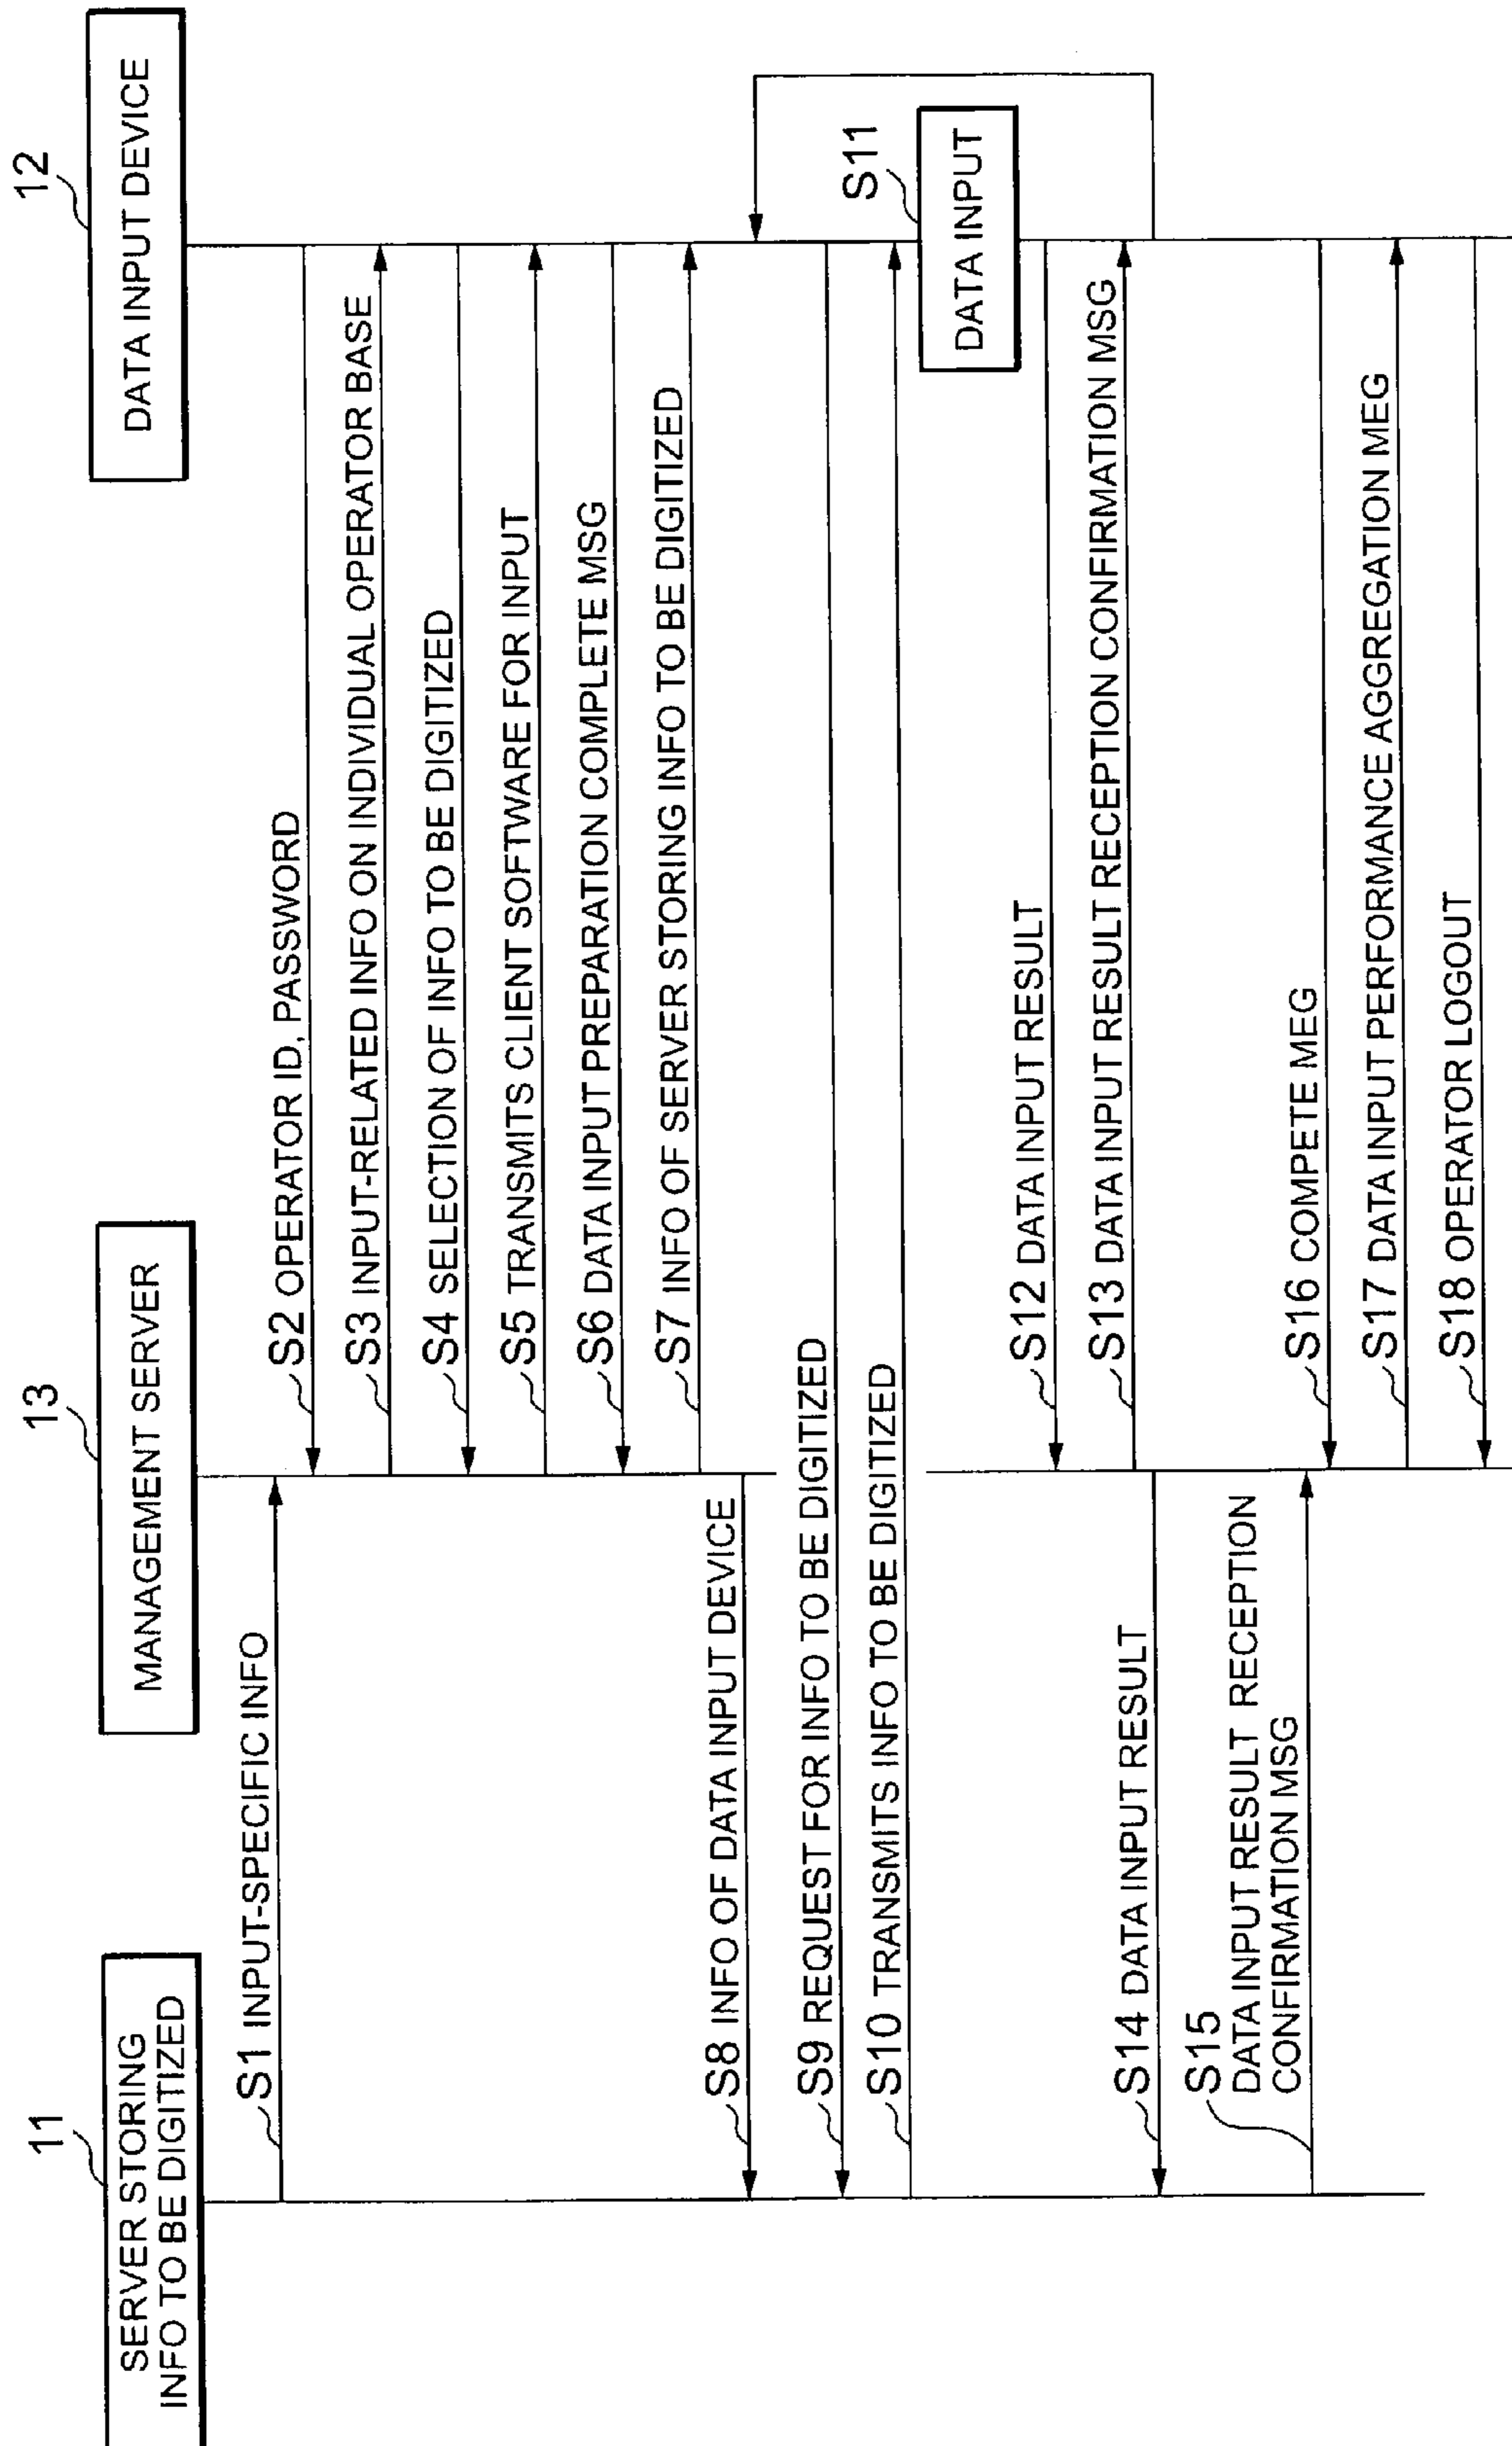 11
SERVER STORING
INFO TO BE DIGITIZED
13
MANAGEMENT SERVER
12
DATA INPUT DEVICE
S1 INPUT-SPECIFIC INFO
S2 OPERATOR ID, PASSWORD
S3 INPUT-RELATED INFO ON INDIVIDUAL OPERATOR BASE
S4 SELECTION OF INFO TO BE DIGITIZED
S5 TRANSMITS CLIENT SOFTWARE FOR INPUT
S6 DATA INPUT PREPARATION COMPLETE MSG
S7 INFO OF SERVER STORING INFO TO BE DIGITIZED
S8 INFO OF DATA INPUT DEVICE
S9 REQUEST FOR INFO TO BE DIGITIZED
S10 TRANSMITS INFO TO BE DIGITIZED
S11
DATA INPUT
S12 DATA INPUT RESULT
S13 DATA INPUT RESULT RECEPTION CONFIRMATION MSG
S14 DATA INPUT RESULT
S15
DATA INPUT RESULT RECEPTION
CONFIRMATION MSG
S16 COMPETE MEG
S17 DATA INPUT PERFORMANCE AGGREGATION MEG
S18 OPERATOR LOGOUT